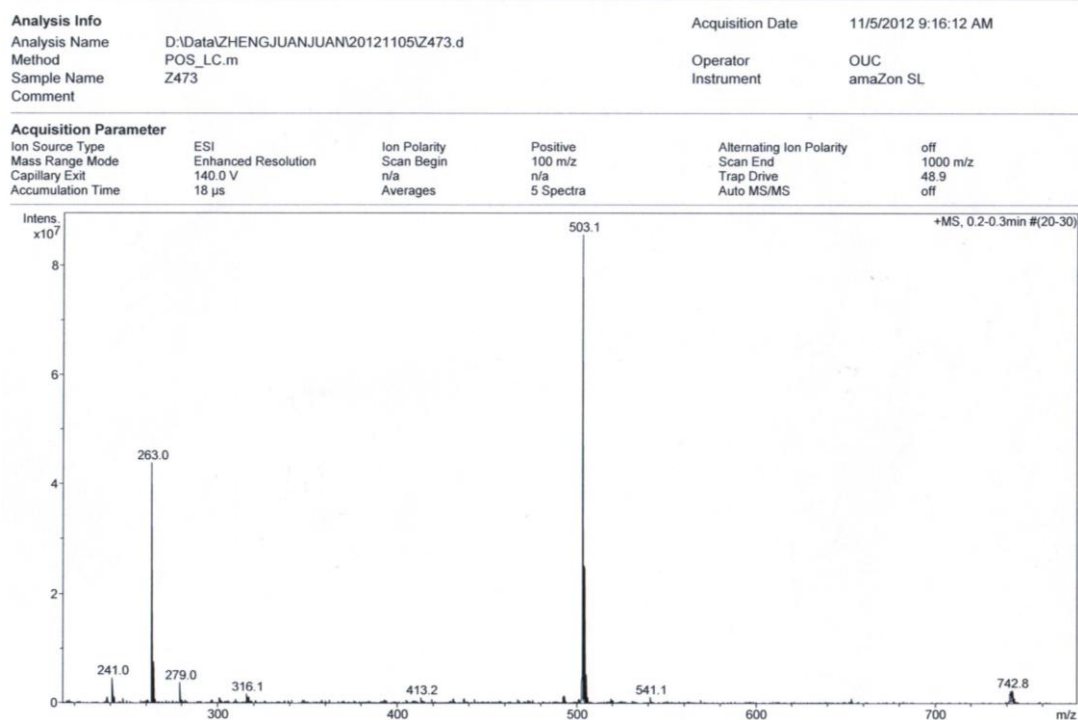 Analysis Info
Acquisition Date 11/5/2012 9:16:12 AM
Analysis Name D:\Data\ZHENGJUANJUAN\20121105\Z473.d
Method POS_LC.m Operator OUC
Sample Name Z473 Instrument amaZon SL
Comment
Acquisition Parameter
Ion Source Type ESI Ion Polarity Positive Alternating Ion Polarity off
Mass Range Mode Enhanced Resolution Scan Begin 100 m/z Scan End 1000 m/z
Capillary Exit 140.0 V n/a n/a Trap Drive 48.9
Accumulation Time 18 µs Averages 5 Spectra Auto MS/MS off
Intens.
x10⁷
+MS, 0.2-0.3min #(20-30)
503.1
8
6
263.0
4
2
241.0
279.0
316.1
413.2
541.1
742.8
0
300 400 500 600 700 m/z